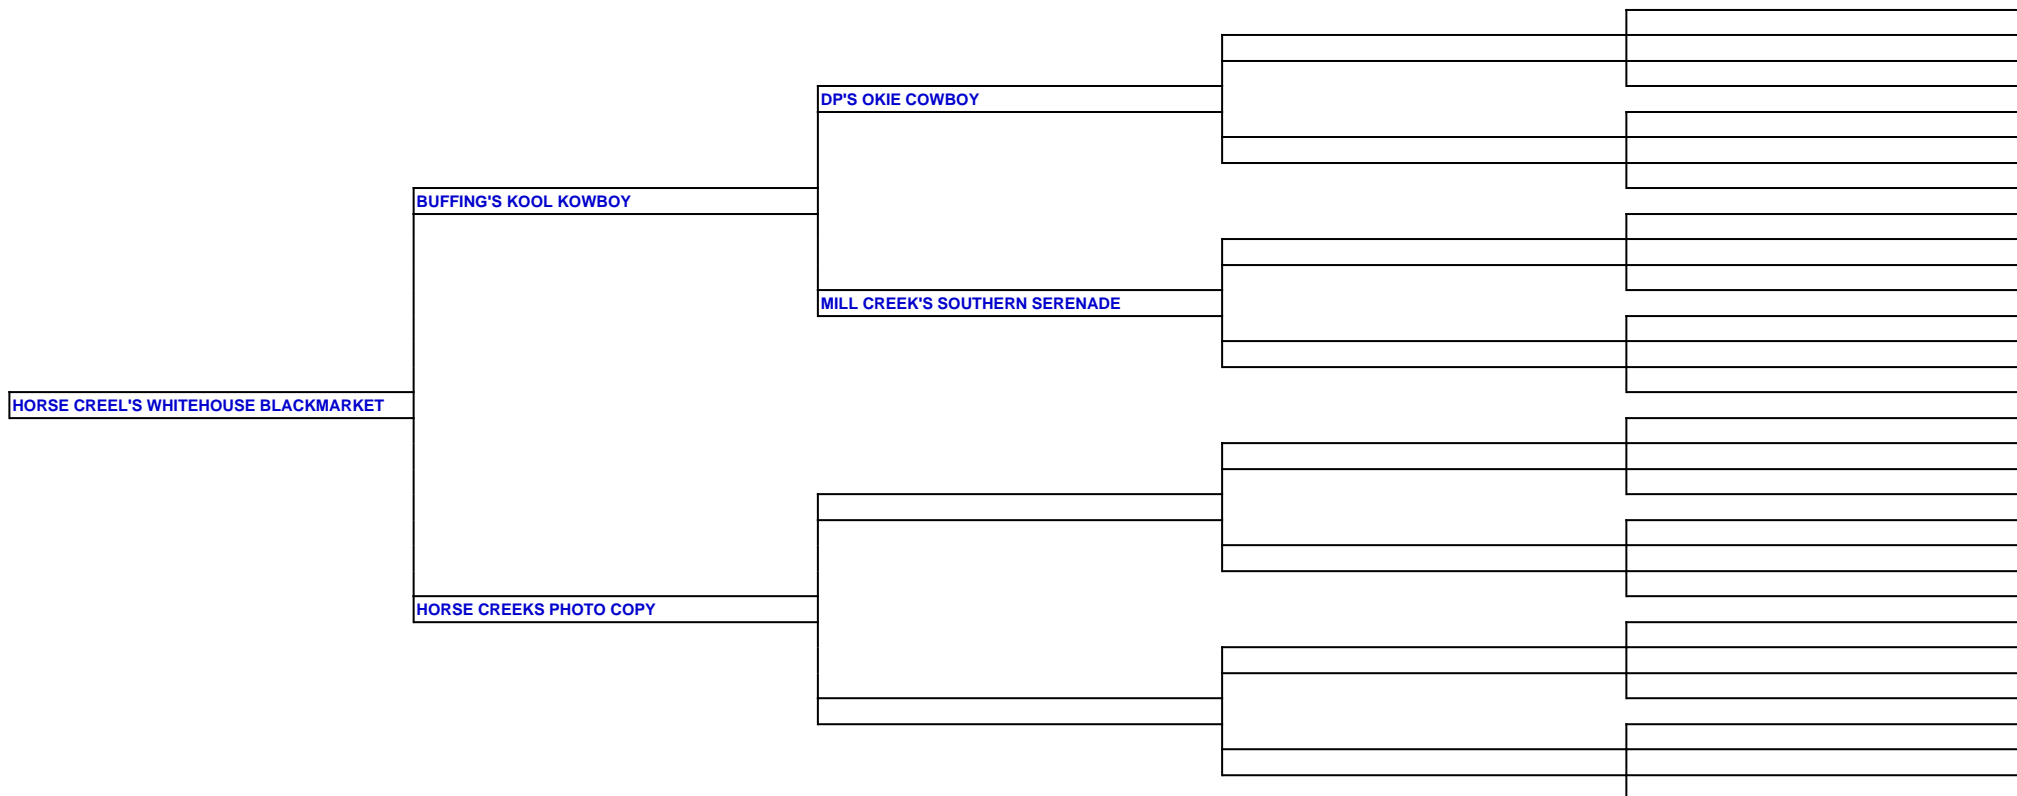 DP'S OKIE COWBOY
BUFFING'S KOOL KOWBOY
MILL CREEK'S SOUTHERN SERENADE
HORSE CREEL'S WHITEHOUSE BLACKMARKET
HORSE CREEKS PHOTO COPY